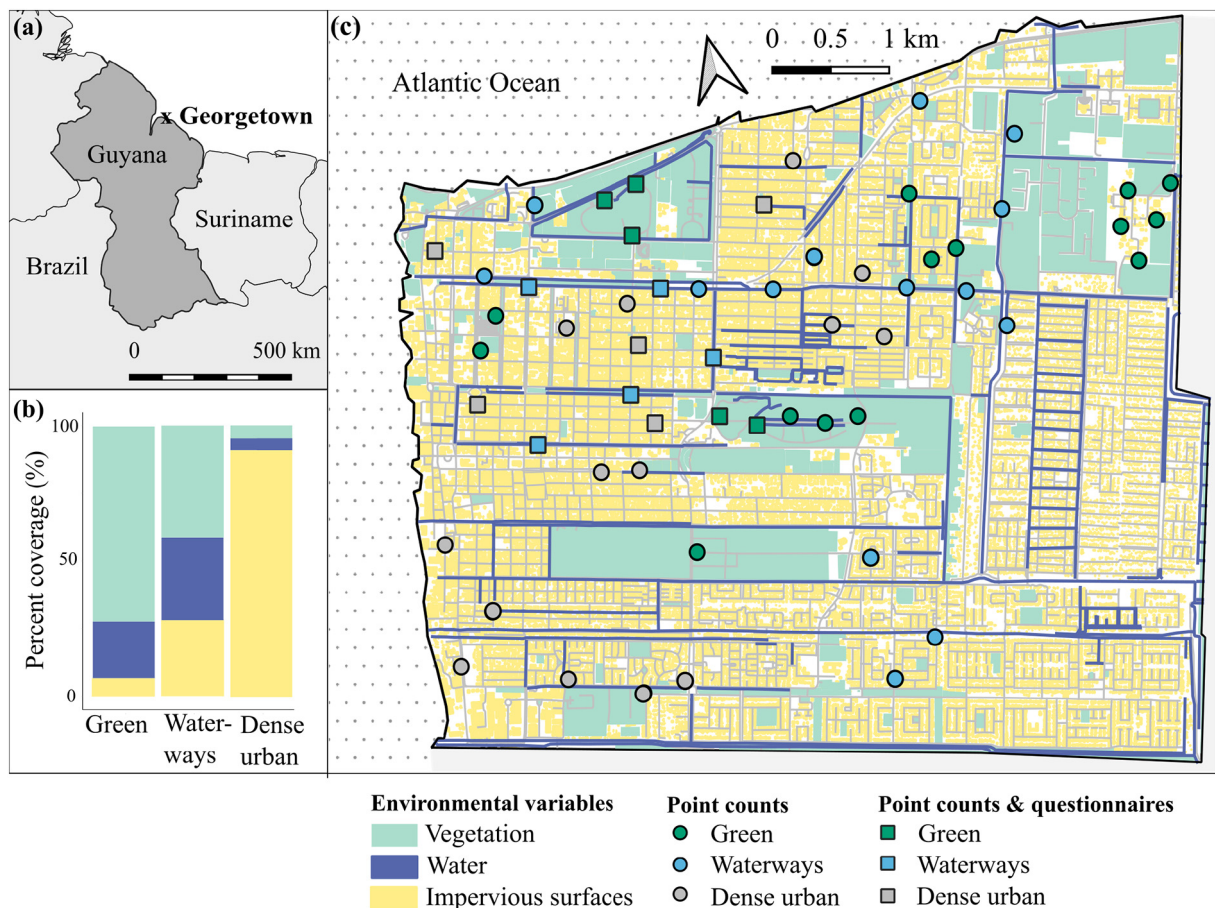 (a)
x Georgetown
Guyana
Suriname
Brazil
0 500 km
(b)
100
50
0
Percent coverage (%)
Green
Water-
ways
Dense
urban
(c)
0 0.5 1 km
Atlantic Ocean
Environmental variables
Vegetation
Water
Impervious surfaces
Point counts
Green
Waterways
Dense urban
Point counts & questionnaires
Green
Waterways
Dense urban